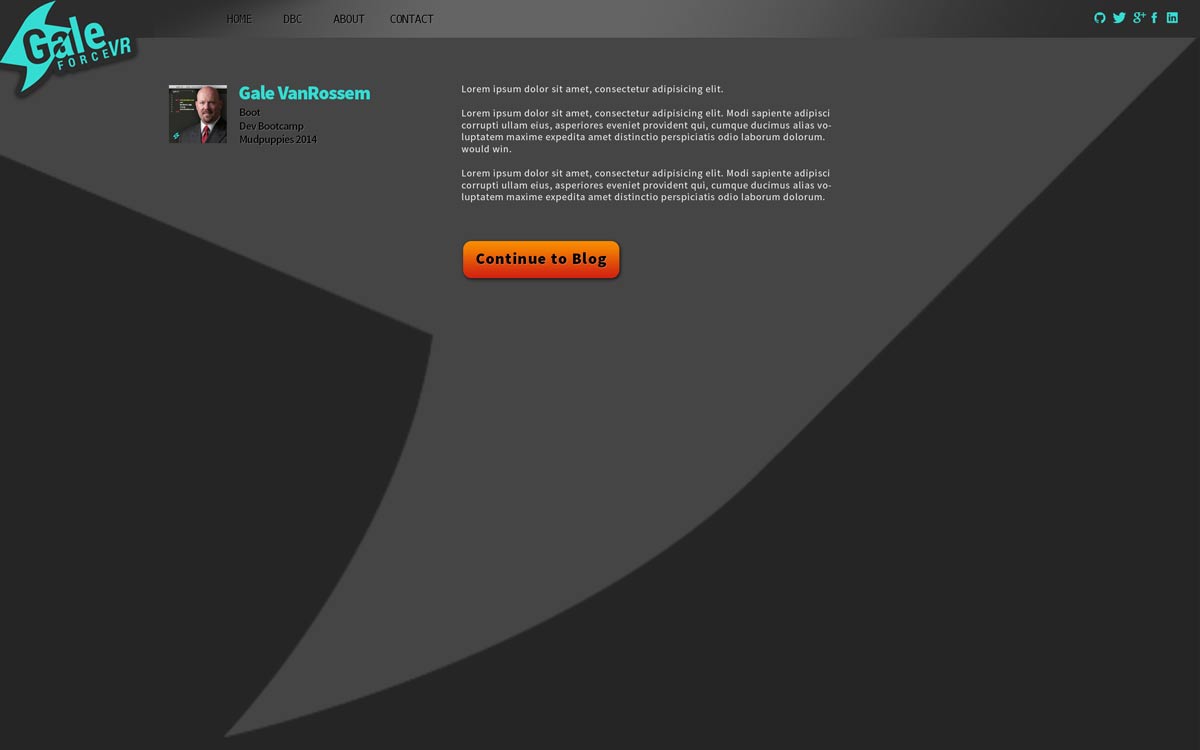 Gale
FORCEVR
HOME DBC ABOUT CONTACT
Gale VanRossem
Boot
Dev Bootcamp
Mudpuppies 2014
Lorem ipsum dolor sit amet, consectetur adipisicing elit.
Lorem ipsum dolor sit amet, consectetur adipisicing elit. Modi sapiente adipisci
corrupti ullam eius, asperiores eveniet provident qui, cumque ducimus alias vo-
luptatem maxime expedita amet distinctio perspiciatis odio laborum dolorum.
would win.
Lorem ipsum dolor sit amet, consectetur adipisicing elit. Modi sapiente adipisci
corrupti ullam eius, asperiores eveniet provident qui, cumque ducimus alias vo-
luptatem maxime expedita amet distinctio perspiciatis odio laborum dolorum.
Continue to Blog